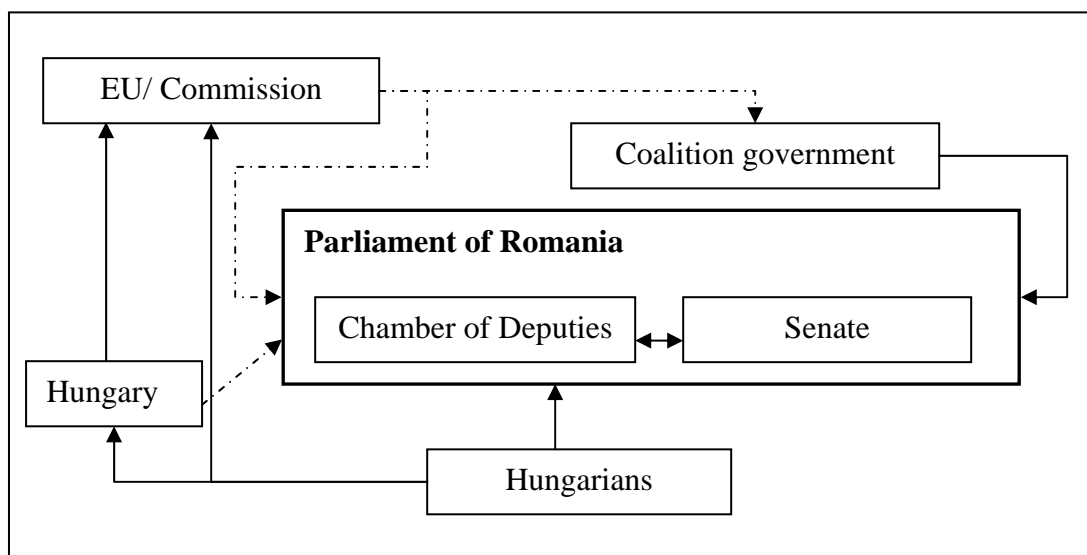 EU/ Commission
Coalition government
Parliament of Romania
Chamber of Deputies
Senate
Hungary
Hungarians